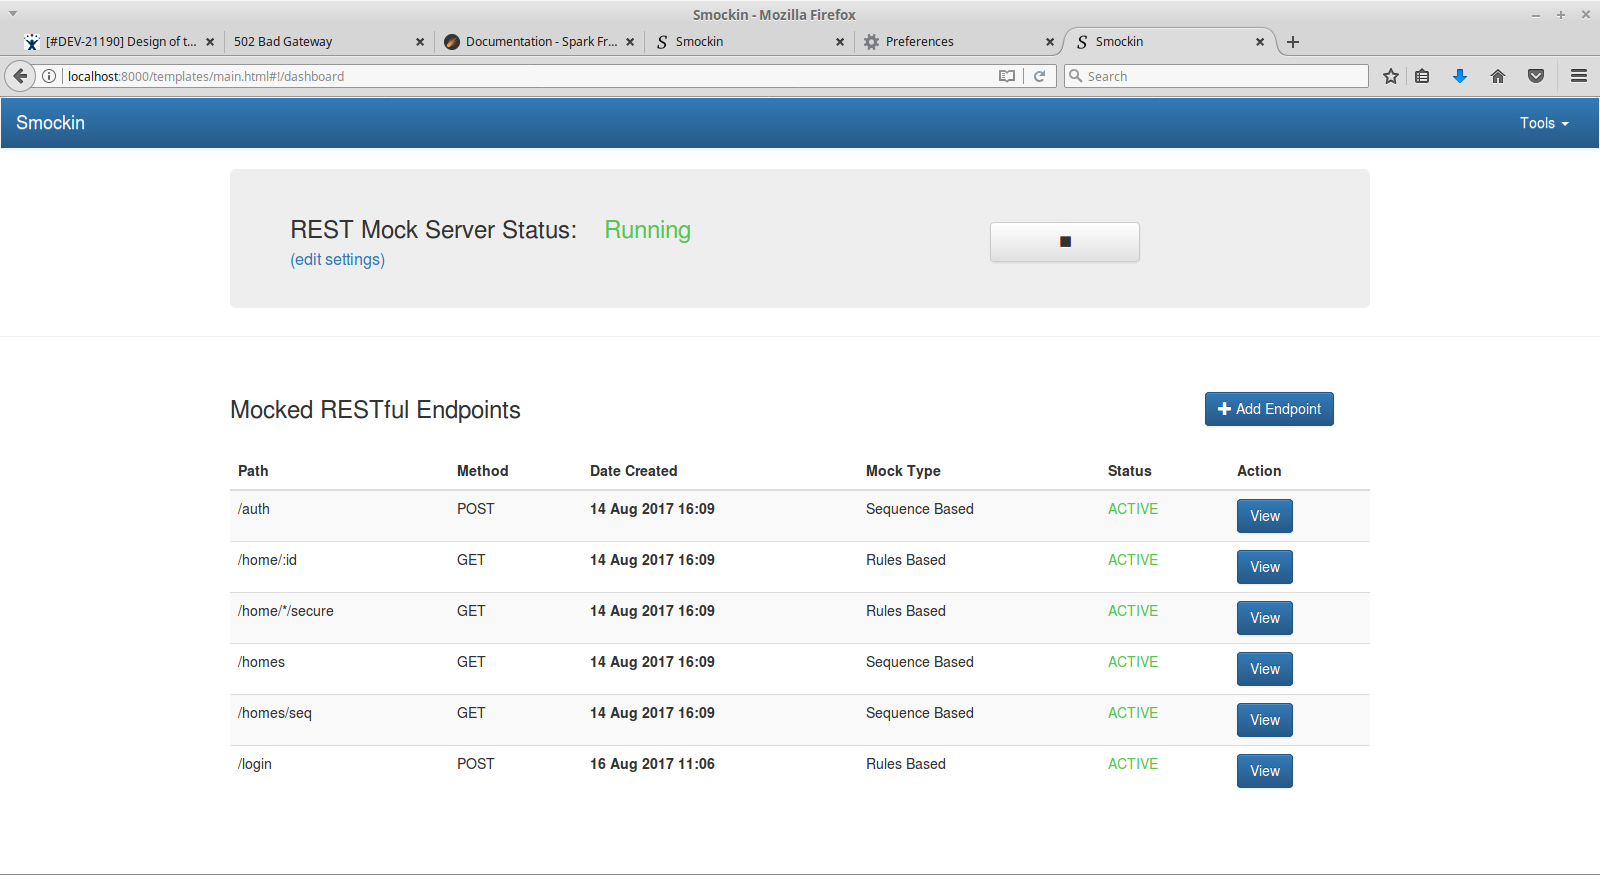 Smockin - Mozilla Firefox
[#DEV-21190] Design of t... 502 Bad Gateway Documentation - Spark Fr... Smockin Preferences Smockin
localhost:8000/templates/main.html#!/dashboard Search
Smockin Tools
REST Mock Server Status: Running
(edit settings)
Mocked RESTful Endpoints Add Endpoint
Path Method Date Created Mock Type Status Action
/auth POST 14 Aug 2017 16:09 Sequence Based ACTIVE View
/home/:id GET 14 Aug 2017 16:09 Rules Based ACTIVE View
/home/*/secure GET 14 Aug 2017 16:09 Rules Based ACTIVE View
/homes GET 14 Aug 2017 16:09 Sequence Based ACTIVE View
/homes/seq GET 14 Aug 2017 16:09 Sequence Based ACTIVE View
/login POST 16 Aug 2017 11:06 Rules Based ACTIVE View